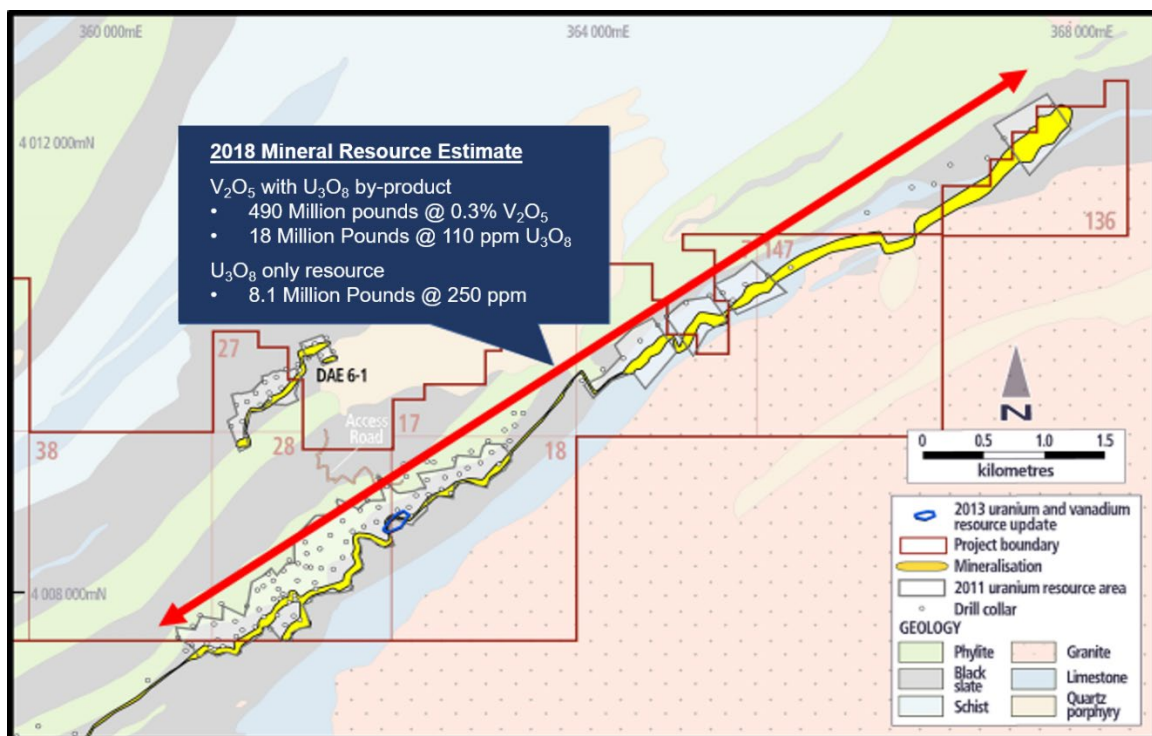 360 000mE
364 000mE
368 000mE
4 012 000mN
2018 Mineral Resource Estimate
V₂O₅ with U₃O₈ by-product
• 490 Million pounds @ 0.3% V₂O₅
• 18 Million Pounds @ 110 ppm U₃O₈
U₃O₈ only resource
• 8.1 Million Pounds @ 250 ppm
136
147
27
DAE 6-1
Access
Road
17
38
28
18
N
0 0.5 1.0 1.5
kilometres
4 008 000mN
2013 uranium and vanadium
resource update
Project boundary
Mineralisation
2011 uranium resource area
Drill collar
GEOLOGY
Phylite
Black
slate
Schist
Granite
Limestone
Quartz
porphyry